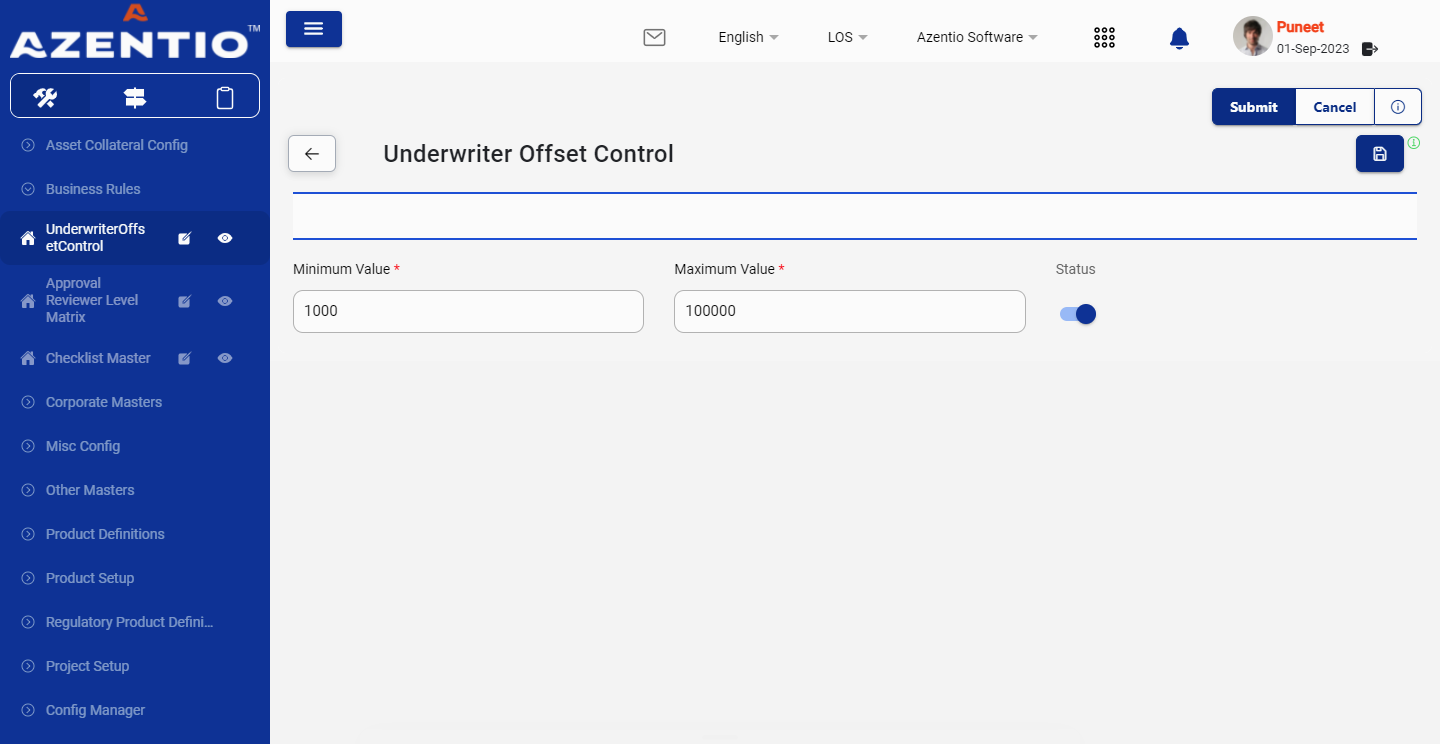 AZENTIO™
English
LOS
Azentio Software
Puneet
01-Sep-2023
Submit
Cancel
Underwriter Offset Control
Minimum Value *
Maximum Value *
Status
1000
100000
Asset Collateral Config
Business Rules
UnderwriterOffs
etControl
Approval
Reviewer Level
Matrix
Checklist Master
Corporate Masters
Misc Config
Other Masters
Product Definitions
Product Setup
Regulatory Product Defini...
Project Setup
Config Manager